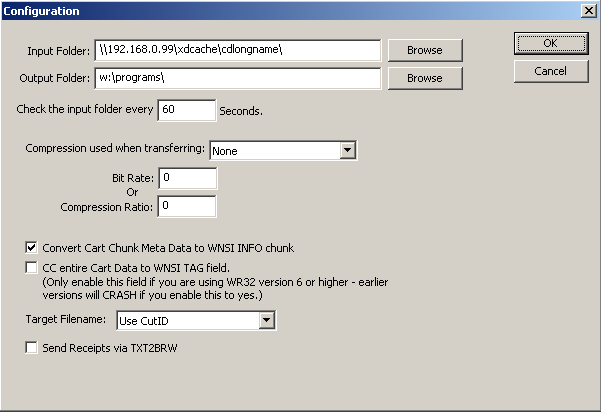 Configuration
Input Folder: \\192.168.0.99\xdcache\cdlongname\ Browse OK
Output Folder: w:\programs\ Browse Cancel
Check the input folder every 60 Seconds.
Compression used when transferring: None
Bit Rate: 0
Or
Compression Ratio: 0
Convert Cart Chunk Meta Data to WNSI INFO chunk
CC entire Cart Data to WNSI TAG field.
(Only enable this field if you are using WR32 version 6 or higher - earlier
versions will CRASH if you enable this to yes.)
Target Filename: Use CutID
Send Receipts via TXT2BRW